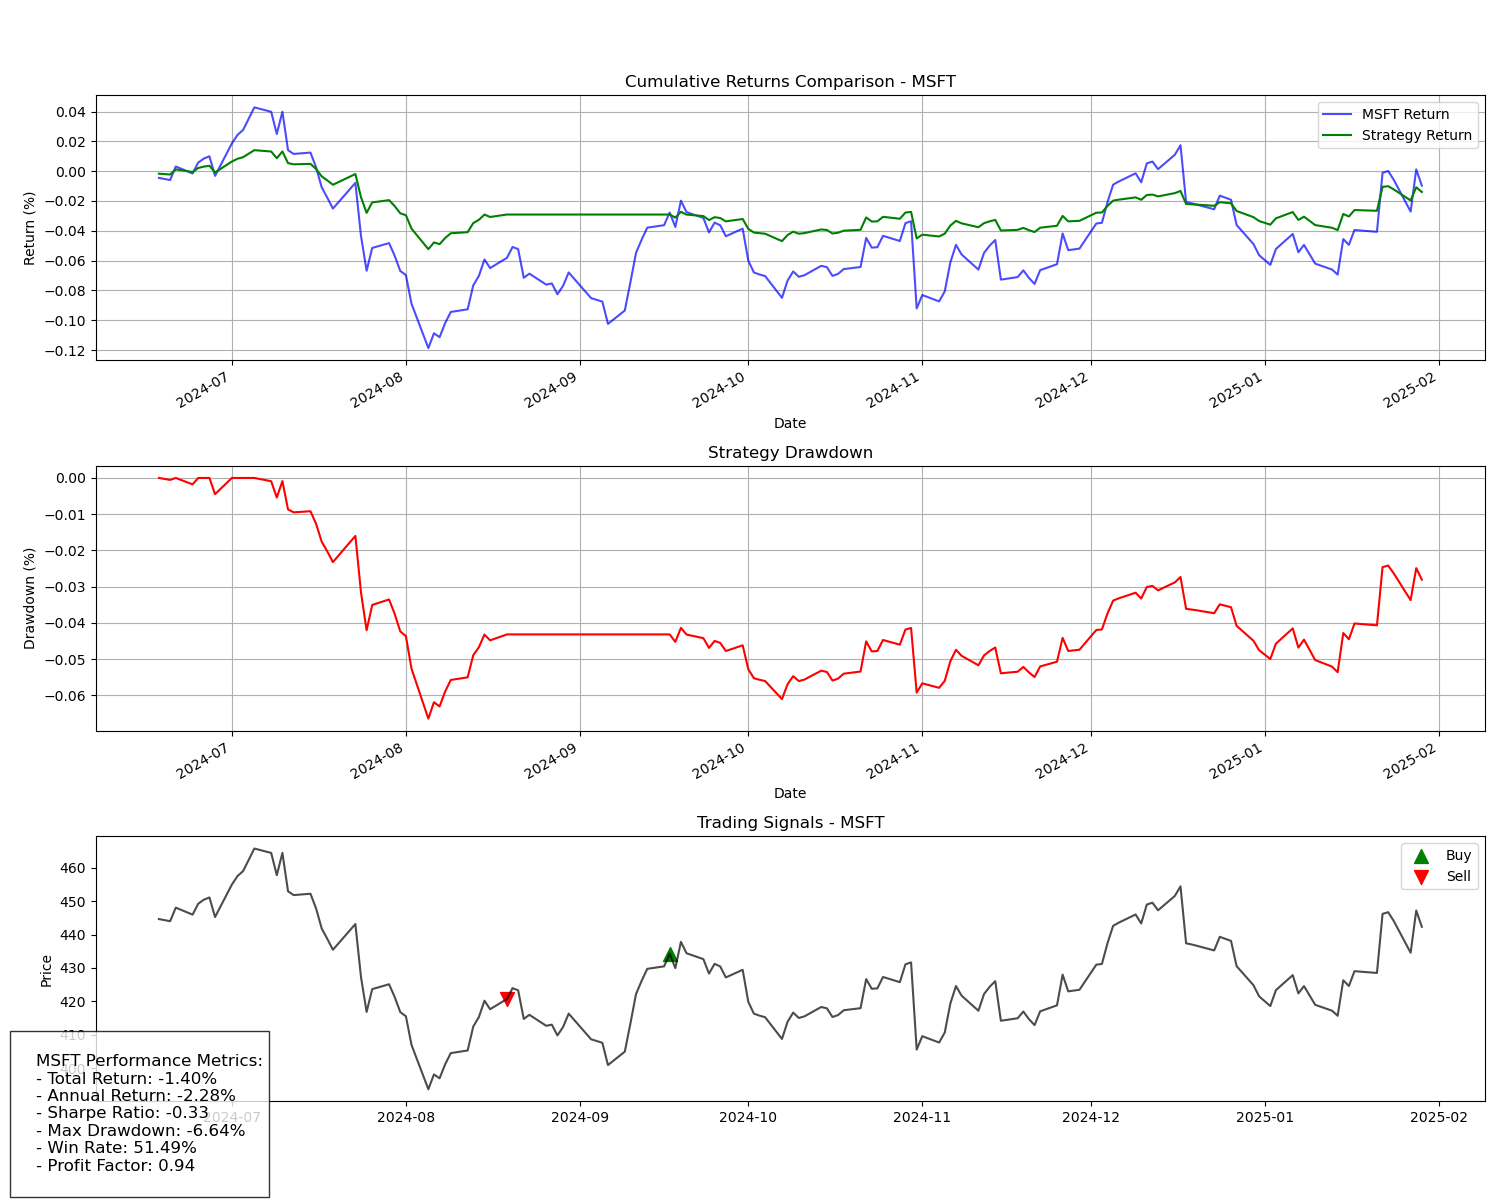 Cumulative Returns Comparison - MSFT
MSFT Return
Strategy Return
Return (%)
0.04
0.02
0.00
−0.02
−0.04
−0.06
−0.08
−0.10
−0.12
2024-07
2024-08
2024-09
2024-10
2024-11
2024-12
2025-01
2025-02
Date
Strategy Drawdown
Drawdown (%)
0.00
−0.01
−0.02
−0.03
−0.04
−0.05
−0.06
2024-07
2024-08
2024-09
2024-10
2024-11
2024-12
2025-01
2025-02
Date
Trading Signals - MSFT
Buy
Sell
Price
460
450
440
430
420
410
400
2024-07
2024-08
2024-09
2024-10
2024-11
2024-12
2025-01
2025-02
MSFT Performance Metrics:
- Total Return: -1.40%
- Annual Return: -2.28%
- Sharpe Ratio: -0.33
- Max Drawdown: -6.64%
- Win Rate: 51.49%
- Profit Factor: 0.94